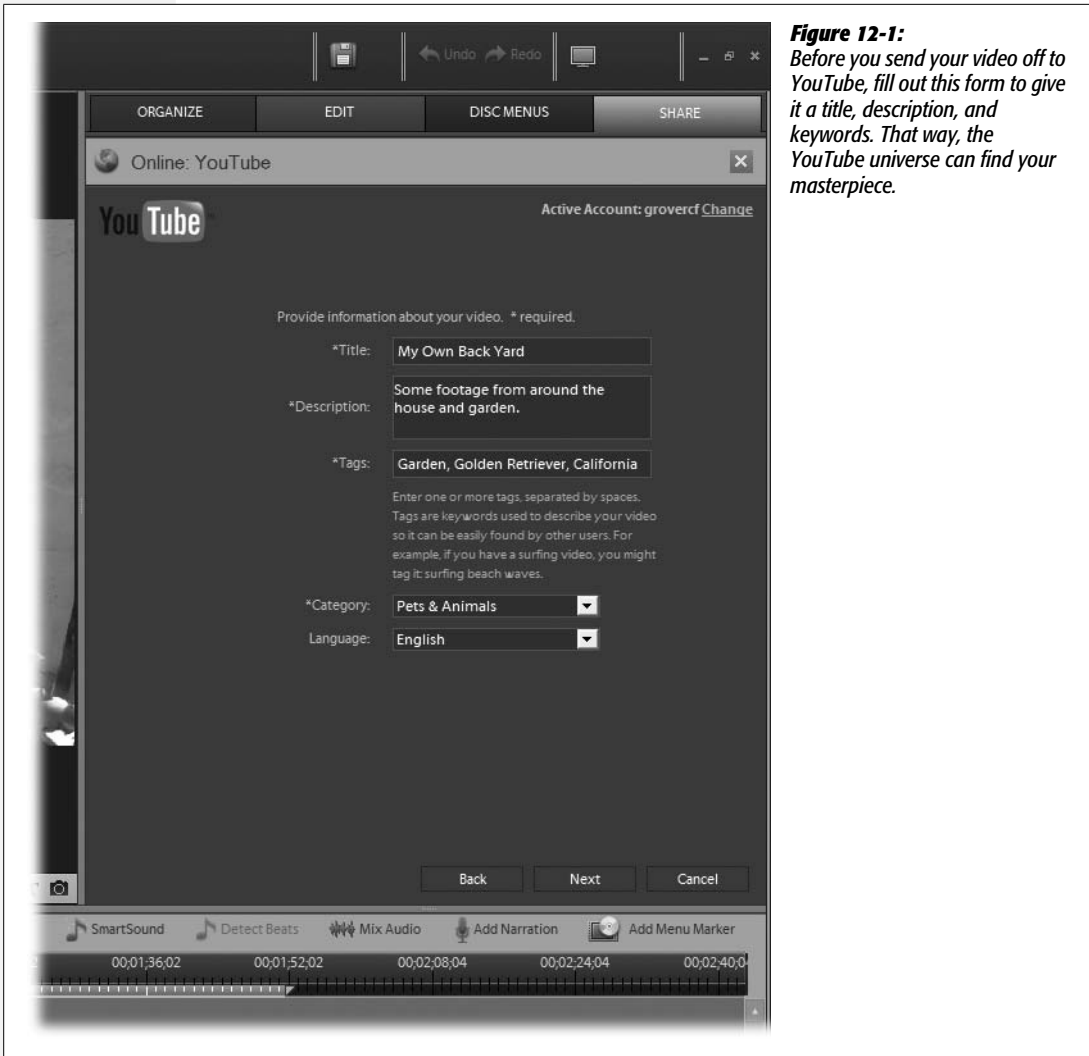 Figure 12-1:
Before you send your video off to
YouTube, fill out this form to give
it a title, description, and
keywords. That way, the
YouTube universe can find your
masterpiece.
Undo Redo
ORGANIZE EDIT DISC MENUS SHARE
Online: YouTube
YouTube
Active Account: grovercf Change
Provide information about your video. * required.
*Title: My Own Back Yard
*Description: Some footage from around the
house and garden.
*Tags: Garden, Golden Retriever, California
Enter one or more tags, separated by spaces.
Tags are keywords used to describe your video
so it can be easily found by other users. For
example, if you have a surfing video, you might
tag it: surfing beach waves.
*Category: Pets & Animals
Language: English
Back Next Cancel
SmartSound Detect Beats Mix Audio Add Narration Add Menu Marker
00;01;36;02 00;01;52;02 00;02;08;04 00;02;24;04